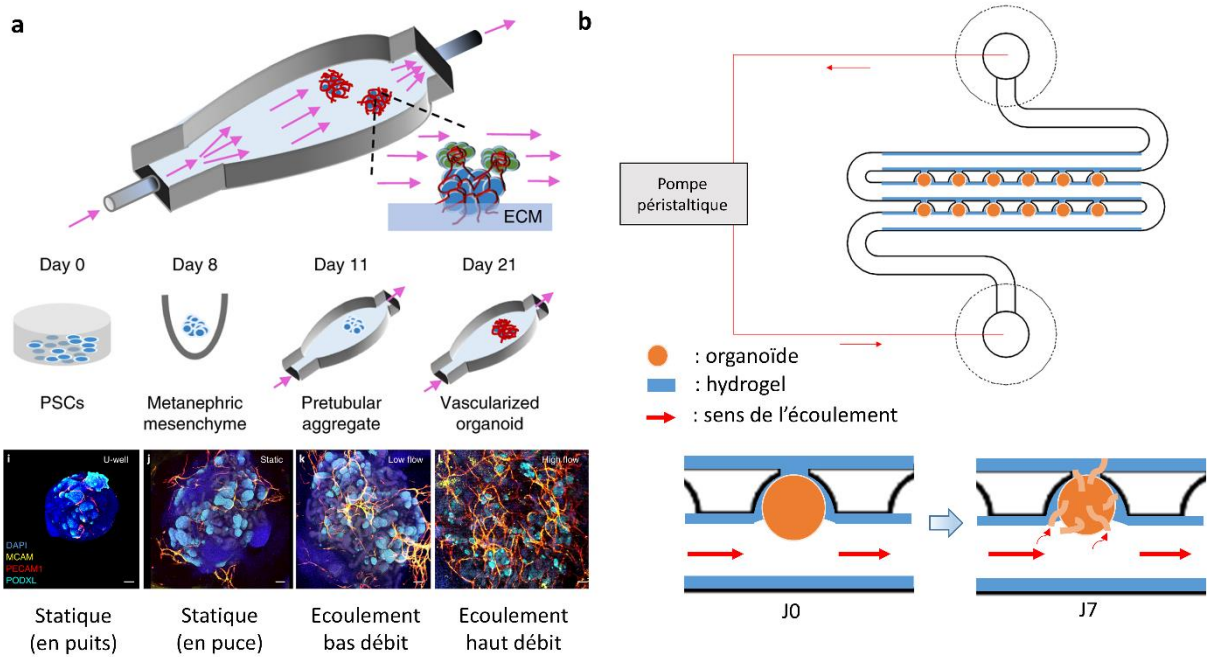 a
ECM
Day 0 Day 8 Day 11 Day 21
PSCs Metanephric Pretubular Vascularized
mesenchyme aggregate organoid
i U-well j Static k Low flow L High flow
DAPI
MCAM
PECAM1
PODXL
Statique Statique Ecoulement Ecoulement
(en puits) (en puce) bas débit haut débit
b
Pompe
péristaltique
: organoïde
: hydrogel
: sens de l'écoulement
J0 J7